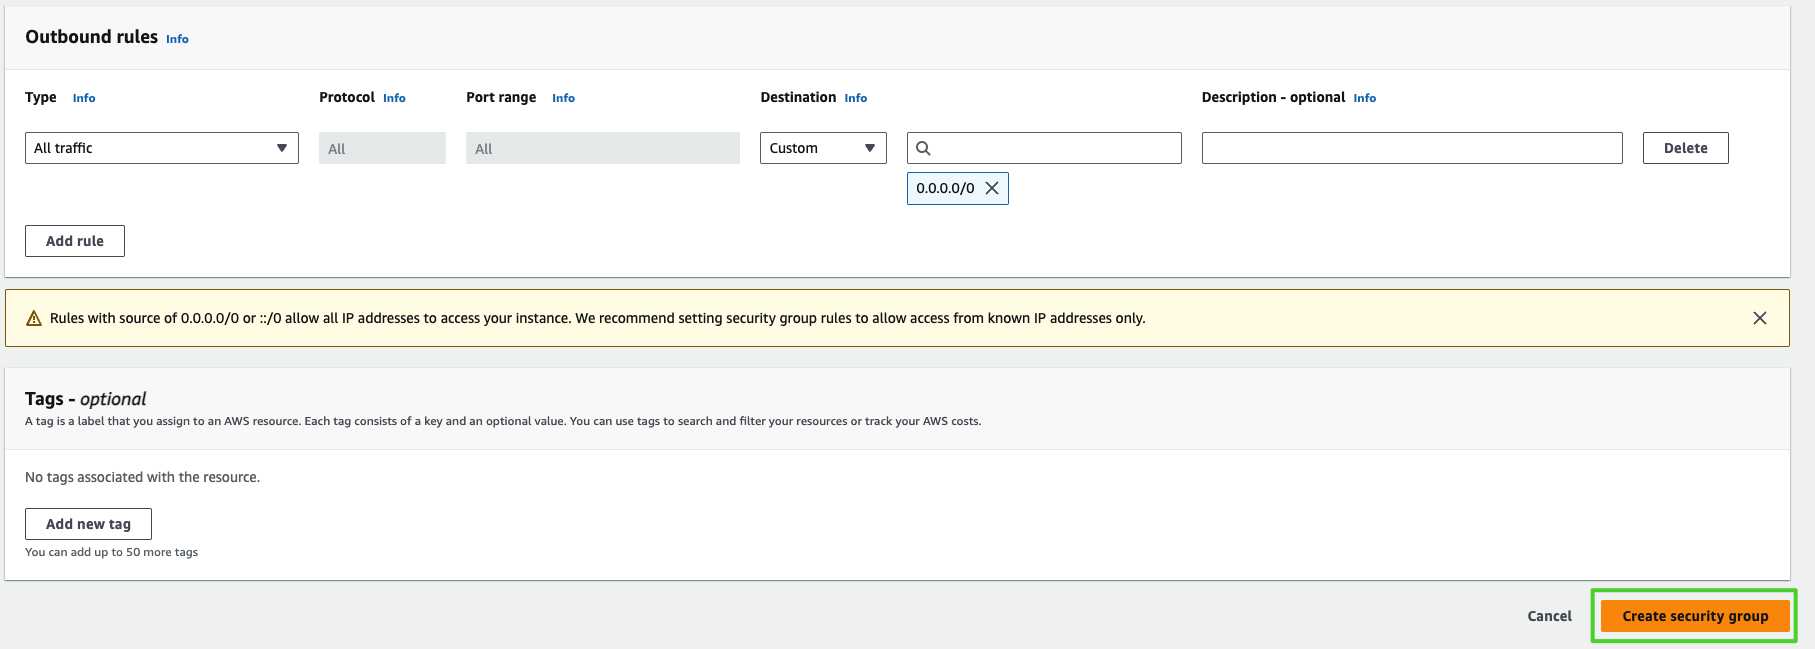 Outbound rules Info
Type Info Protocol Info Port range Info Destination Info Description - optional Info
All traffic All All Custom Delete
0.0.0.0/0
Add rule
Rules with source of 0.0.0.0/0 or ::/0 allow all IP addresses to access your instance. We recommend setting security group rules to allow access from known IP addresses only.
Tags - optional
A tag is a label that you assign to an AWS resource. Each tag consists of a key and an optional value. You can use tags to search and filter your resources or track your AWS costs.
No tags associated with the resource.
Add new tag
You can add up to 50 more tags
Cancel Create security group